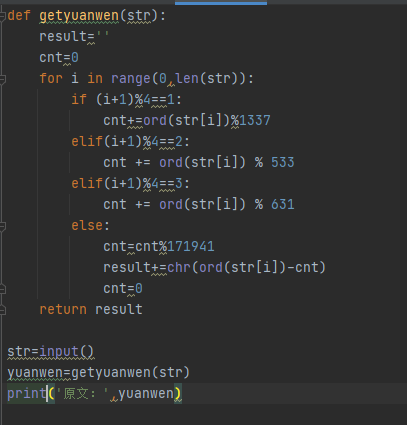 def getyuanwen(str):
    result=''
    cnt=0
    for i in range(0,len(str)):
        if (i+1)%4==1:
            cnt+=ord(str[i])%1337
        elif(i+1)%4==2:
            cnt += ord(str[i]) % 533
        elif(i+1)%4==3:
            cnt += ord(str[i]) % 631
        else:
            cnt=cnt%171941
            result+=chr(ord(str[i])-cnt)
            cnt=0
    return result

str=input()
yuanwen=getyuanwen(str)
print('原文：',yuanwen)